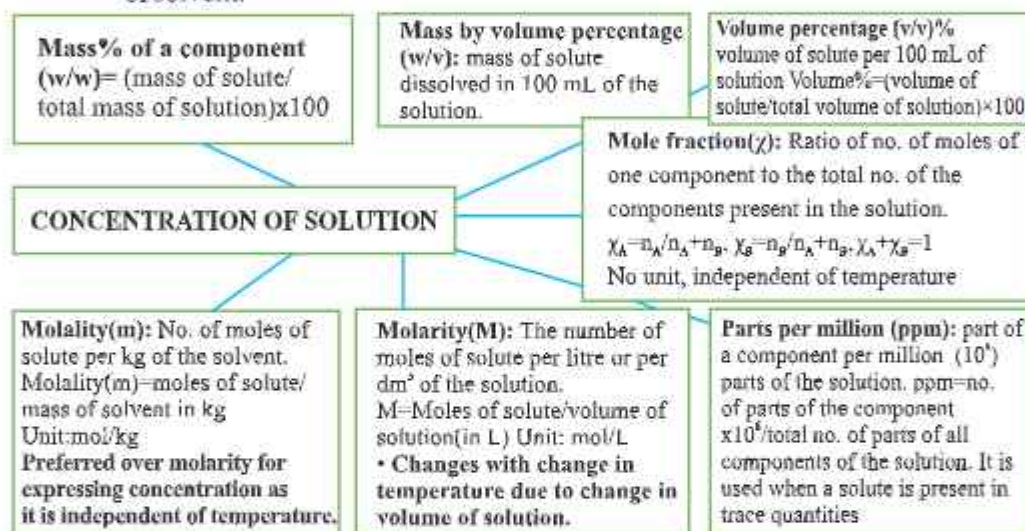 Mass% of a component
(w/w)= (mass of solute/
total mass of solution)x100
Mass by volume percentage
(w/v): mass of solute
dissolved in 100 mL of the
solution.
Volume percentage (v/v)%
volume of solute per 100 mL of
solution Volume%=(volume of
solute/total volume of solution)×100
Mole fraction(χ): Ratio of no. of moles of
one component to the total no. of the
components present in the solution.
χA=nA/nA+nB, χB=nB/nA+nB, χA+χB=1
No unit, independent of temperature
CONCENTRATION OF SOLUTION
Molality(m): No. of moles of
solute per kg of the solvent.
Molality(m)=moles of solute/
mass of solvent in kg
Unit:mol/kg
Preferred over molarity for
expressing concentration as
it is independent of temperature.
Molarity(M): The number of
moles of solute per litre or per
dm³ of the solution.
M=Moles of solute/volume of
solution(in L) Unit: mol/L
• Changes with change in
temperature due to change in
volume of solution.
Parts per million (ppm): part of
a component per million (10⁶)
parts of the solution. ppm=no.
of parts of the component
x10⁶/total no. of parts of all
components of the solution. It is
used when a solute is present in
trace quantities